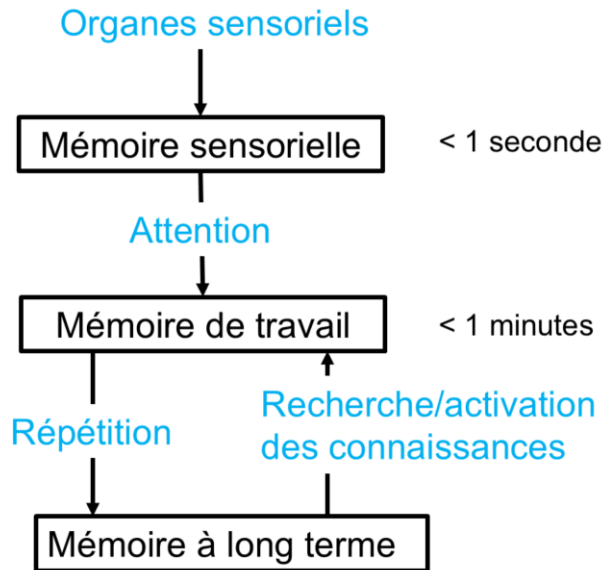 Organes sensoriels
Mémoire sensorielle
< 1 seconde
Attention
Mémoire de travail
< 1 minutes
Répétition
Recherche/activation
des connaissances
Mémoire à long terme